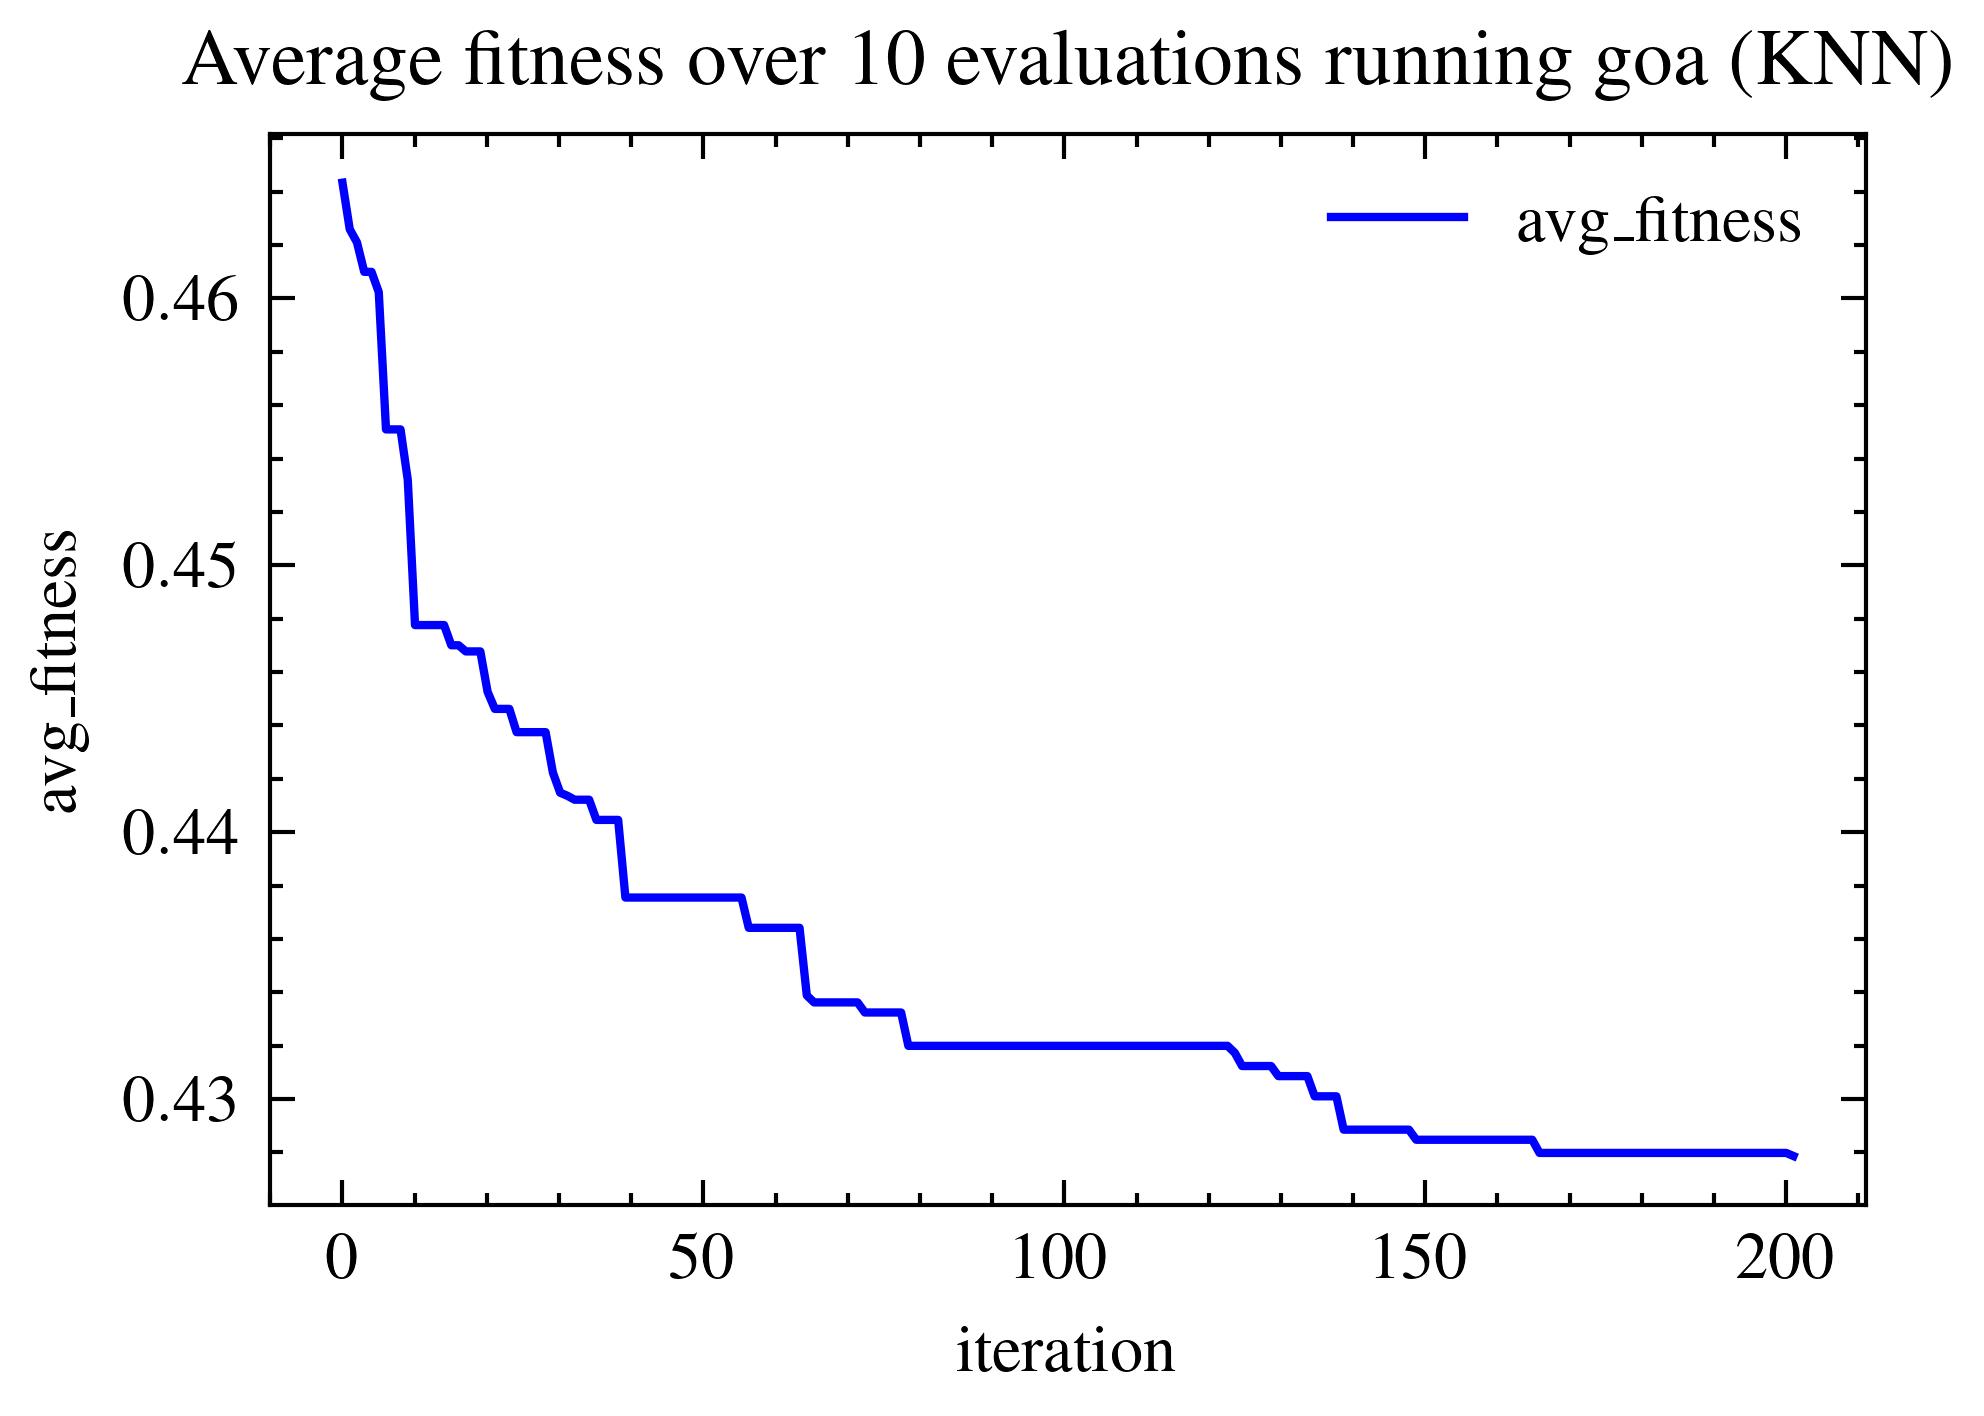 Average fitness over 10 evaluations running goa (KNN)
avg_fitness
0.46
0.45
0.44
0.43
avg_fitness
0 50 100 150 200
iteration